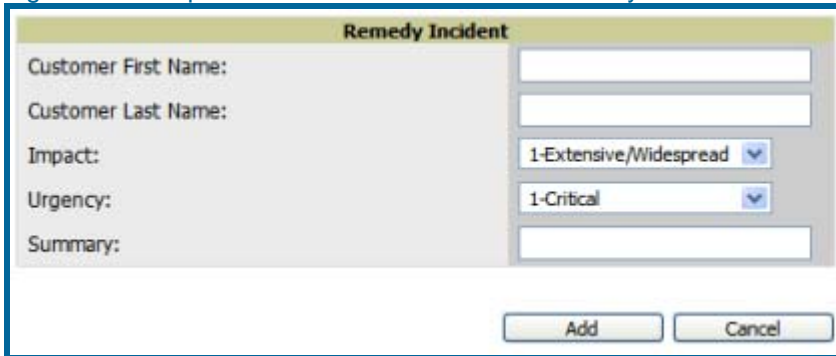 Remedy Incident
Customer First Name:
Customer Last Name:
Impact: 1-Extensive/Widespread
Urgency: 1-Critical
Summary:
Add Cancel